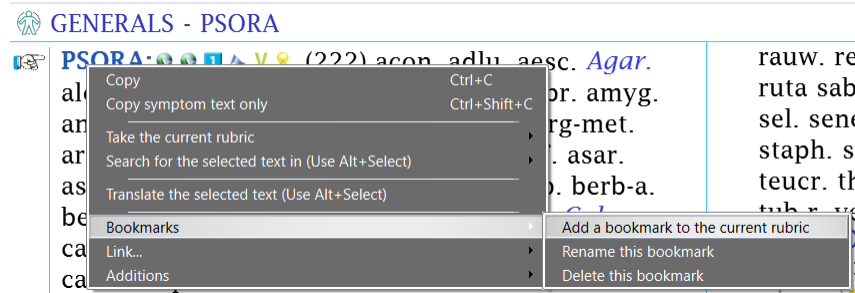 GENERALS - PSORA
PSORA: 1 V (222) acon. adlu. aesc. Agar.
br. amyg.
rg-met.
asar.
berb-a.
Copy Ctrl+C
Copy symptom text only Ctrl+Shift+C
Take the current rubric
Search for the selected text in (Use Alt+Select)
Translate the selected text (Use Alt+Select)
Bookmarks
Link...
Additions
Add a bookmark to the current rubric
Rename this bookmark
Delete this bookmark
rauw. re
ruta sab
sel. sene
staph. s
teucr. th